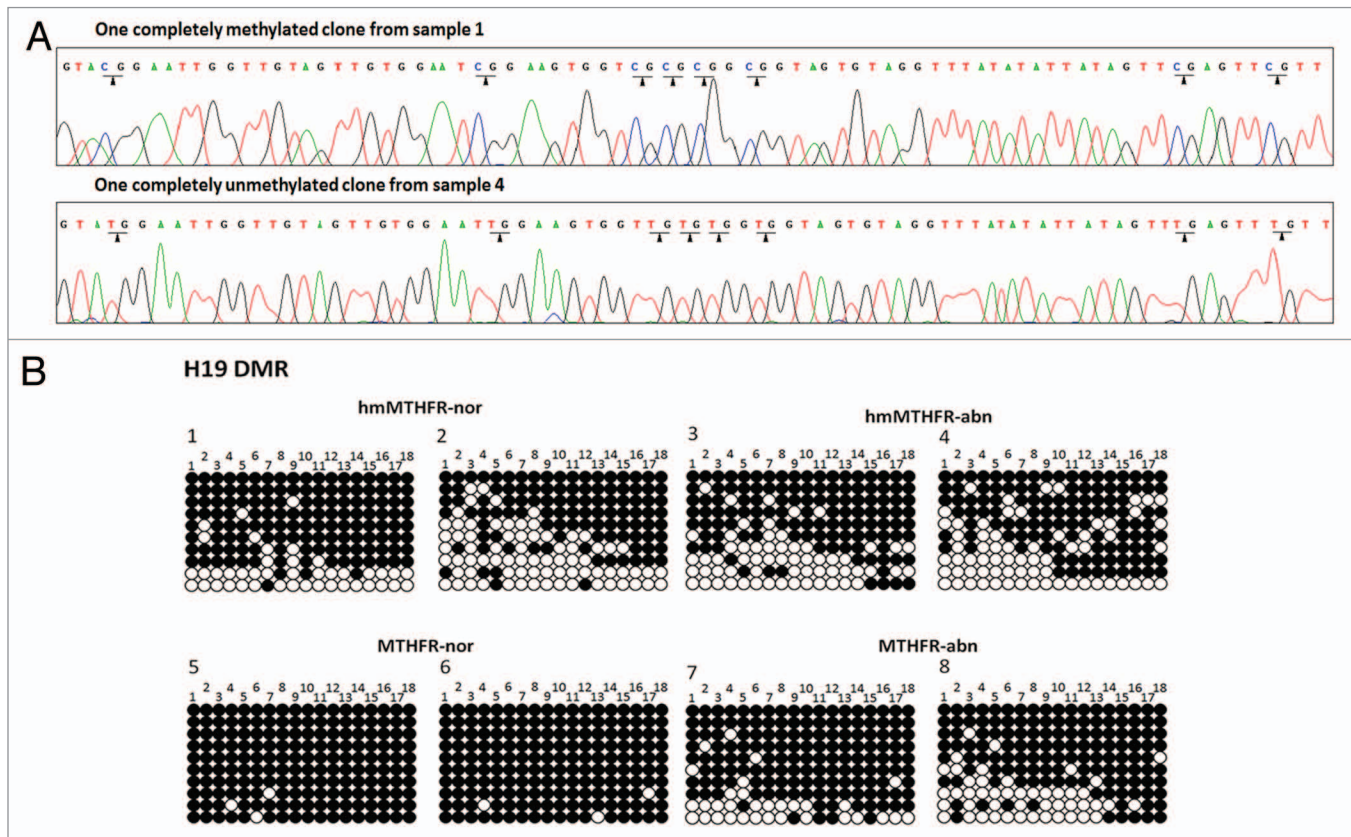 A
One completely methylated clone from sample 1
G T A C G G A A T T G G T T G T A G T T G T G G A A T C G G A A G T G G T C G C G C G G C G G T A G T G T A G G T T T A T A T A T T A T A G T T C G A G T T C G T T
One completely unmethylated clone from sample 4
G T A T G G A A T T G G T T G T A G T T G T G G A A T T G G A A G T G G T T G T G T G G T G G T A G T G T A G G T T T A T A T A T T A T A G T T T G A G T T T G T T
B
H19 DMR
hmMTHFR-nor
hmMTHFR-abn
1
2 4 6 8 10 12 14 16 18
1 3 5 7 9 11 13 15 17
2
2 4 6 8 10 12 14 16 18
1 3 5 7 9 11 13 15 17
3
2 4 6 8 10 12 14 16 18
1 3 5 7 9 11 13 15 17
4
2 4 6 8 10 12 14 16 18
1 3 5 7 9 11 13 15 17
MTHFR-nor
MTHFR-abn
5
2 4 6 8 10 12 14 16 18
1 3 5 7 9 11 13 15 17
6
2 4 6 8 10 12 14 16 18
1 3 5 7 9 11 13 15 17
7
2 4 6 8 10 12 14 16 18
1 3 5 7 9 11 13 15 17
8
2 4 6 8 10 12 14 16 18
1 3 5 7 9 11 13 15 17